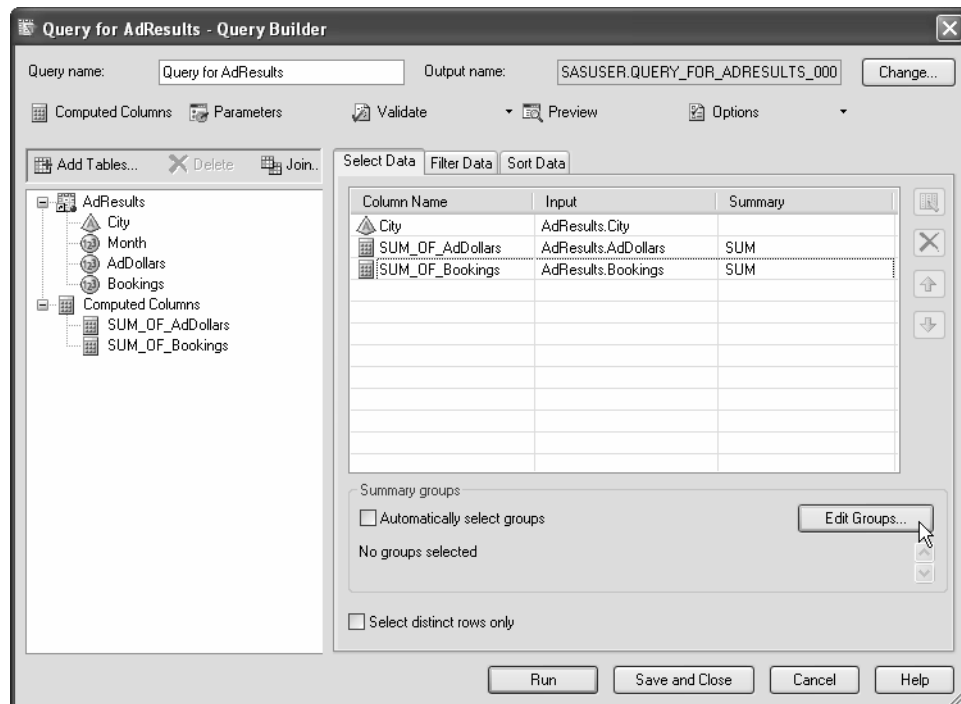 Query for AdResults - Query Builder
Query name: Query for AdResults Output name: SASUSER.QUERY_FOR_ADRESULTS_000 Change...
Computed Columns Parameters Validate Preview Options
Add Tables... Delete Join..
Select Data Filter Data Sort Data
AdResults
City
Month
AdDollars
Bookings
Computed Columns
SUM_OF_AdDollars
SUM_OF_Bookings
Column Name Input Summary
City AdResults.City
SUM_OF_AdDollars AdResults.AdDollars SUM
SUM_OF_Bookings AdResults.Bookings SUM
Summary groups
Automatically select groups Edit Groups...
No groups selected
Select distinct rows only
Run Save and Close Cancel Help